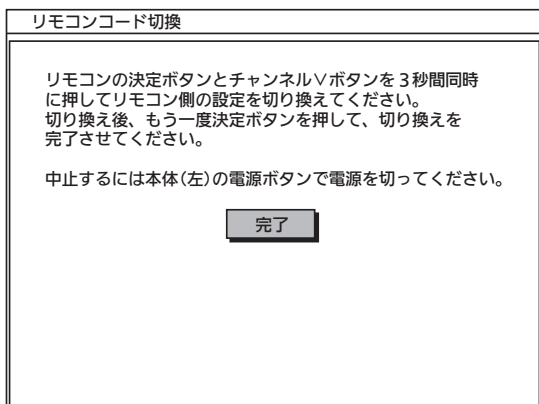 リモコンコード切換
リモコンの決定ボタンとチャンネル∨ボタンを３秒間同時
に押してリモコン側の設定を切り換えてください。
切り換え後、もう一度決定ボタンを押して、切り換えを
完了させてください。
中止するには本体(左)の電源ボタンで電源を切ってください。
完了